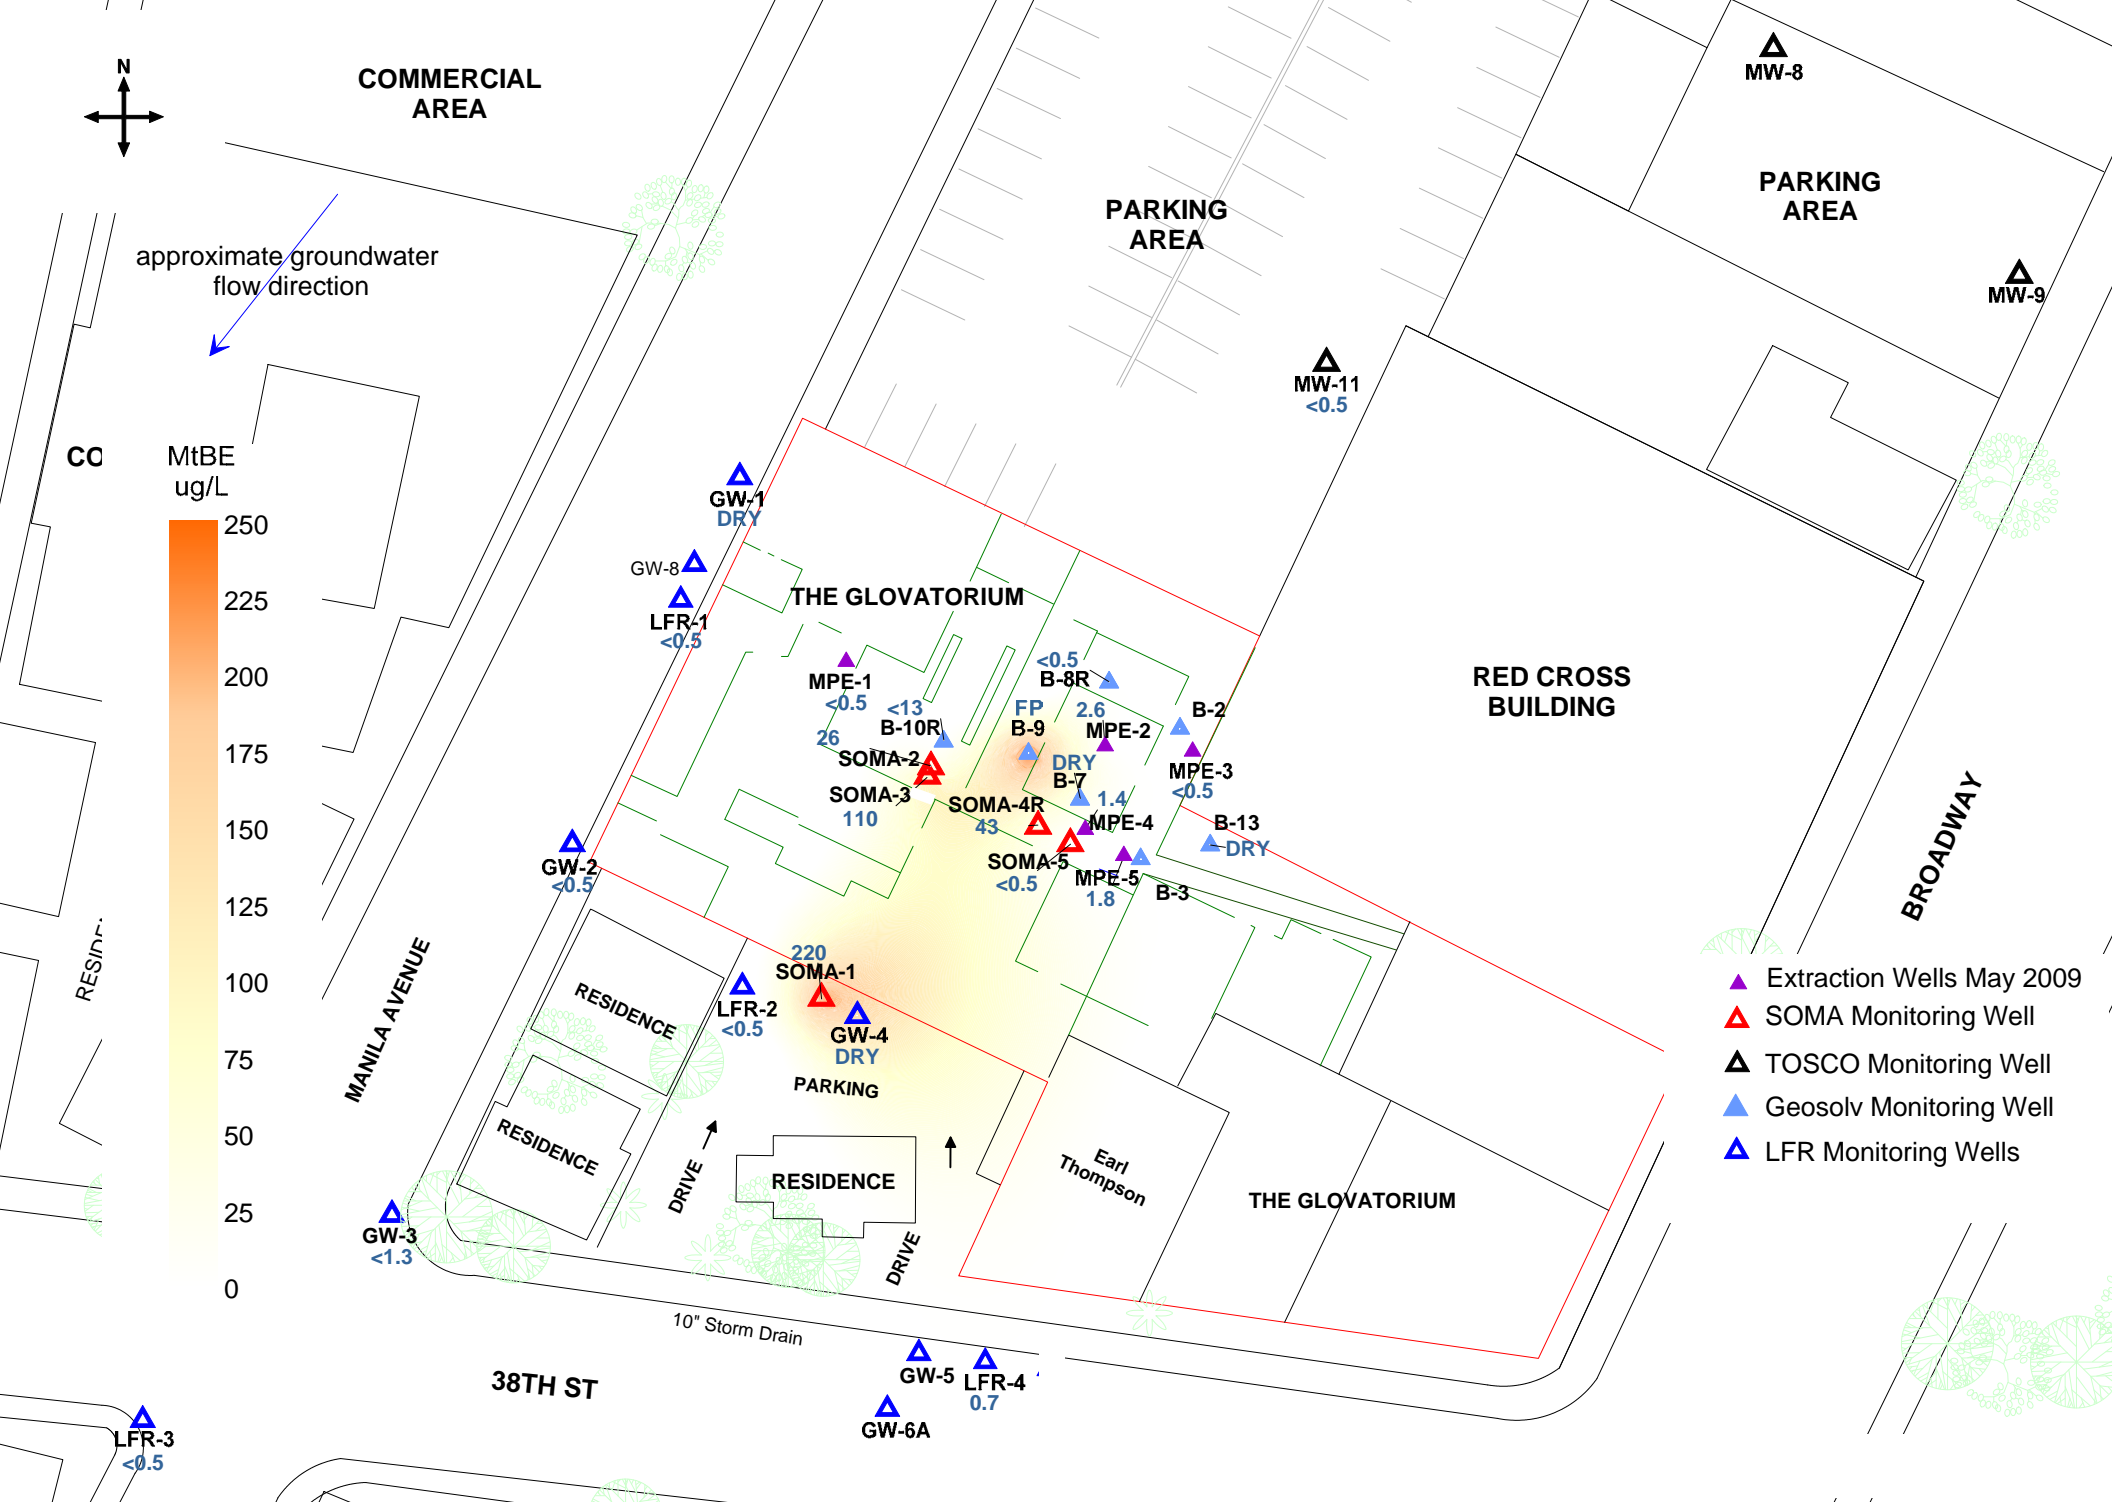 N
COMMERCIAL
AREA
MW-8
PARKING
AREA
PARKING
AREA
approximate groundwater
flow direction
MW-9
MW-11
<0.5
CO
MtBE
ug/L
250
225
200
175
150
125
100
75
50
25
0
GW-1
DRY
GW-8
LFR-1
<0.5
THE GLOVATORIUM
MPE-1
<0.5
<13
B-10R
26
SOMA-2
SOMA-3
110
FP
B-9
<0.5
B-8R
2.6
MPE-2
B-2
DRY
B-7
MPE-3
<0.5
SOMA-4R
43
1.4
MPE-4
B-13
DRY
SOMA-5
<0.5
MPE-5
1.8
B-3
RED CROSS
BUILDING
BROADWAY
GW-2
<0.5
MANILA AVENUE
RESIDENCE
LFR-2
<0.5
220
SOMA-1
GW-4
DRY
PARKING
RESIDENCE
DRIVE
RESIDENCE
DRIVE
Earl
Thompson
THE GLOVATORIUM
Extraction Wells May 2009
SOMA Monitoring Well
TOSCO Monitoring Well
Geosolv Monitoring Well
LFR Monitoring Wells
GW-3
<1.3
10" Storm Drain
38TH ST
GW-5
LFR-4
0.7
GW-6A
LFR-3
<0.5